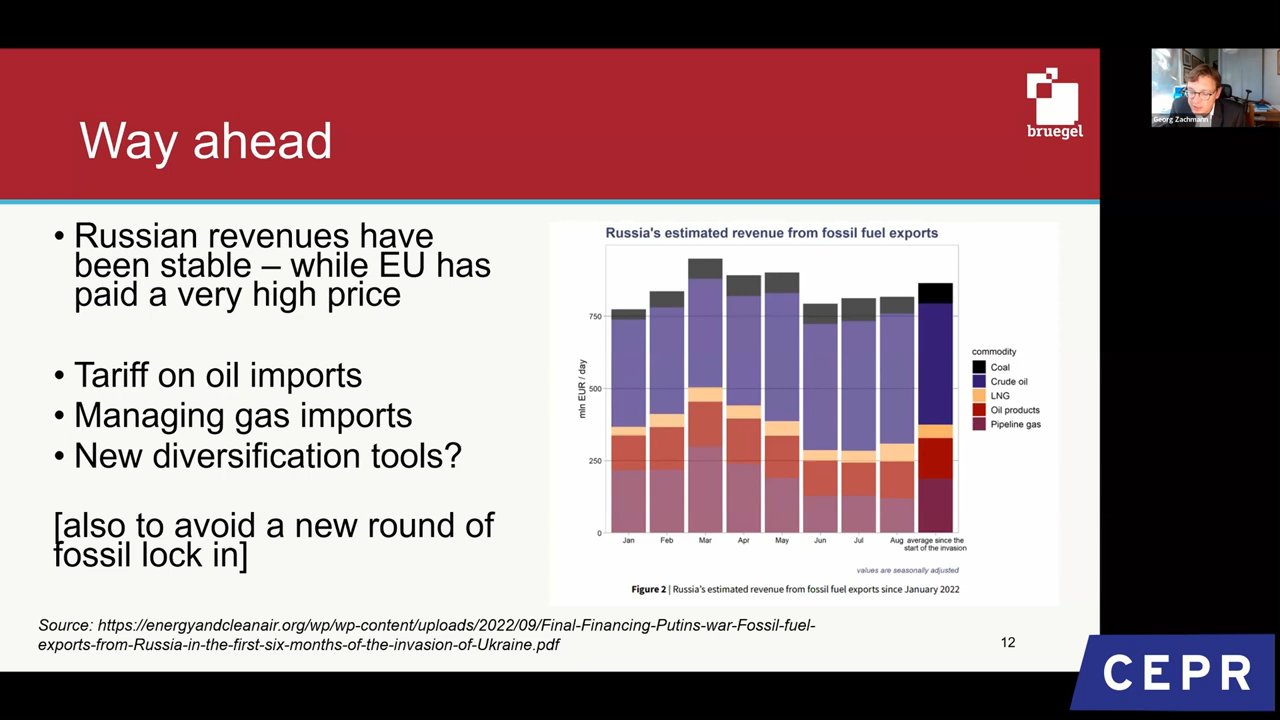 Way ahead
bruegel
Georg Zachmann
• Russian revenues have
been stable – while EU has
paid a very high price
• Tariff on oil imports
• Managing gas imports
• New diversification tools?
[also to avoid a new round of
fossil lock in]
Russia's estimated revenue from fossil fuel exports
mln EUR / day
750
500
250
0
Jan Feb Mar Apr May Jun Jul Aug average since the
start of the invasion
commodity
Coal
Crude oil
LNG
Oil products
Pipeline gas
values are seasonally adjusted
Figure 2 | Russia's estimated revenue from fossil fuel exports since January 2022
Source: https://energyandcleanair.org/wp/wp-content/uploads/2022/09/Final-Financing-Putins-war-Fossil-fuel-
exports-from-Russia-in-the-first-six-months-of-the-invasion-of-Ukraine.pdf
12
CEPR